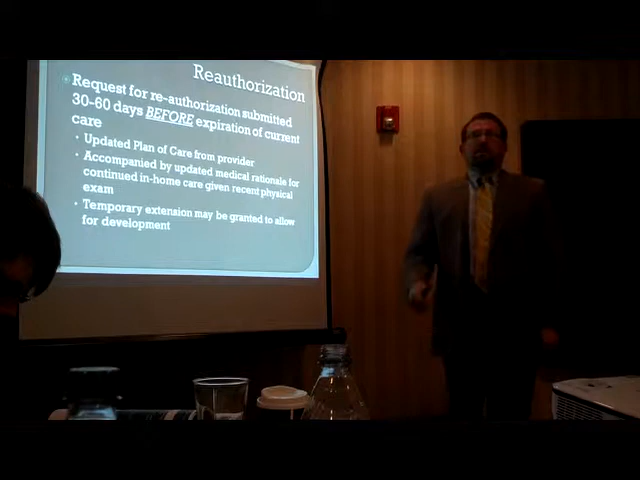 Reauthorization
Request for re-authorization submitted
30-60 days BEFORE expiration of current
care
• Updated Plan of Care from provider
• Accompanied by updated medical rationale for
continued in-home care given recent physical
exam
• Temporary extension may be granted to allow
for development